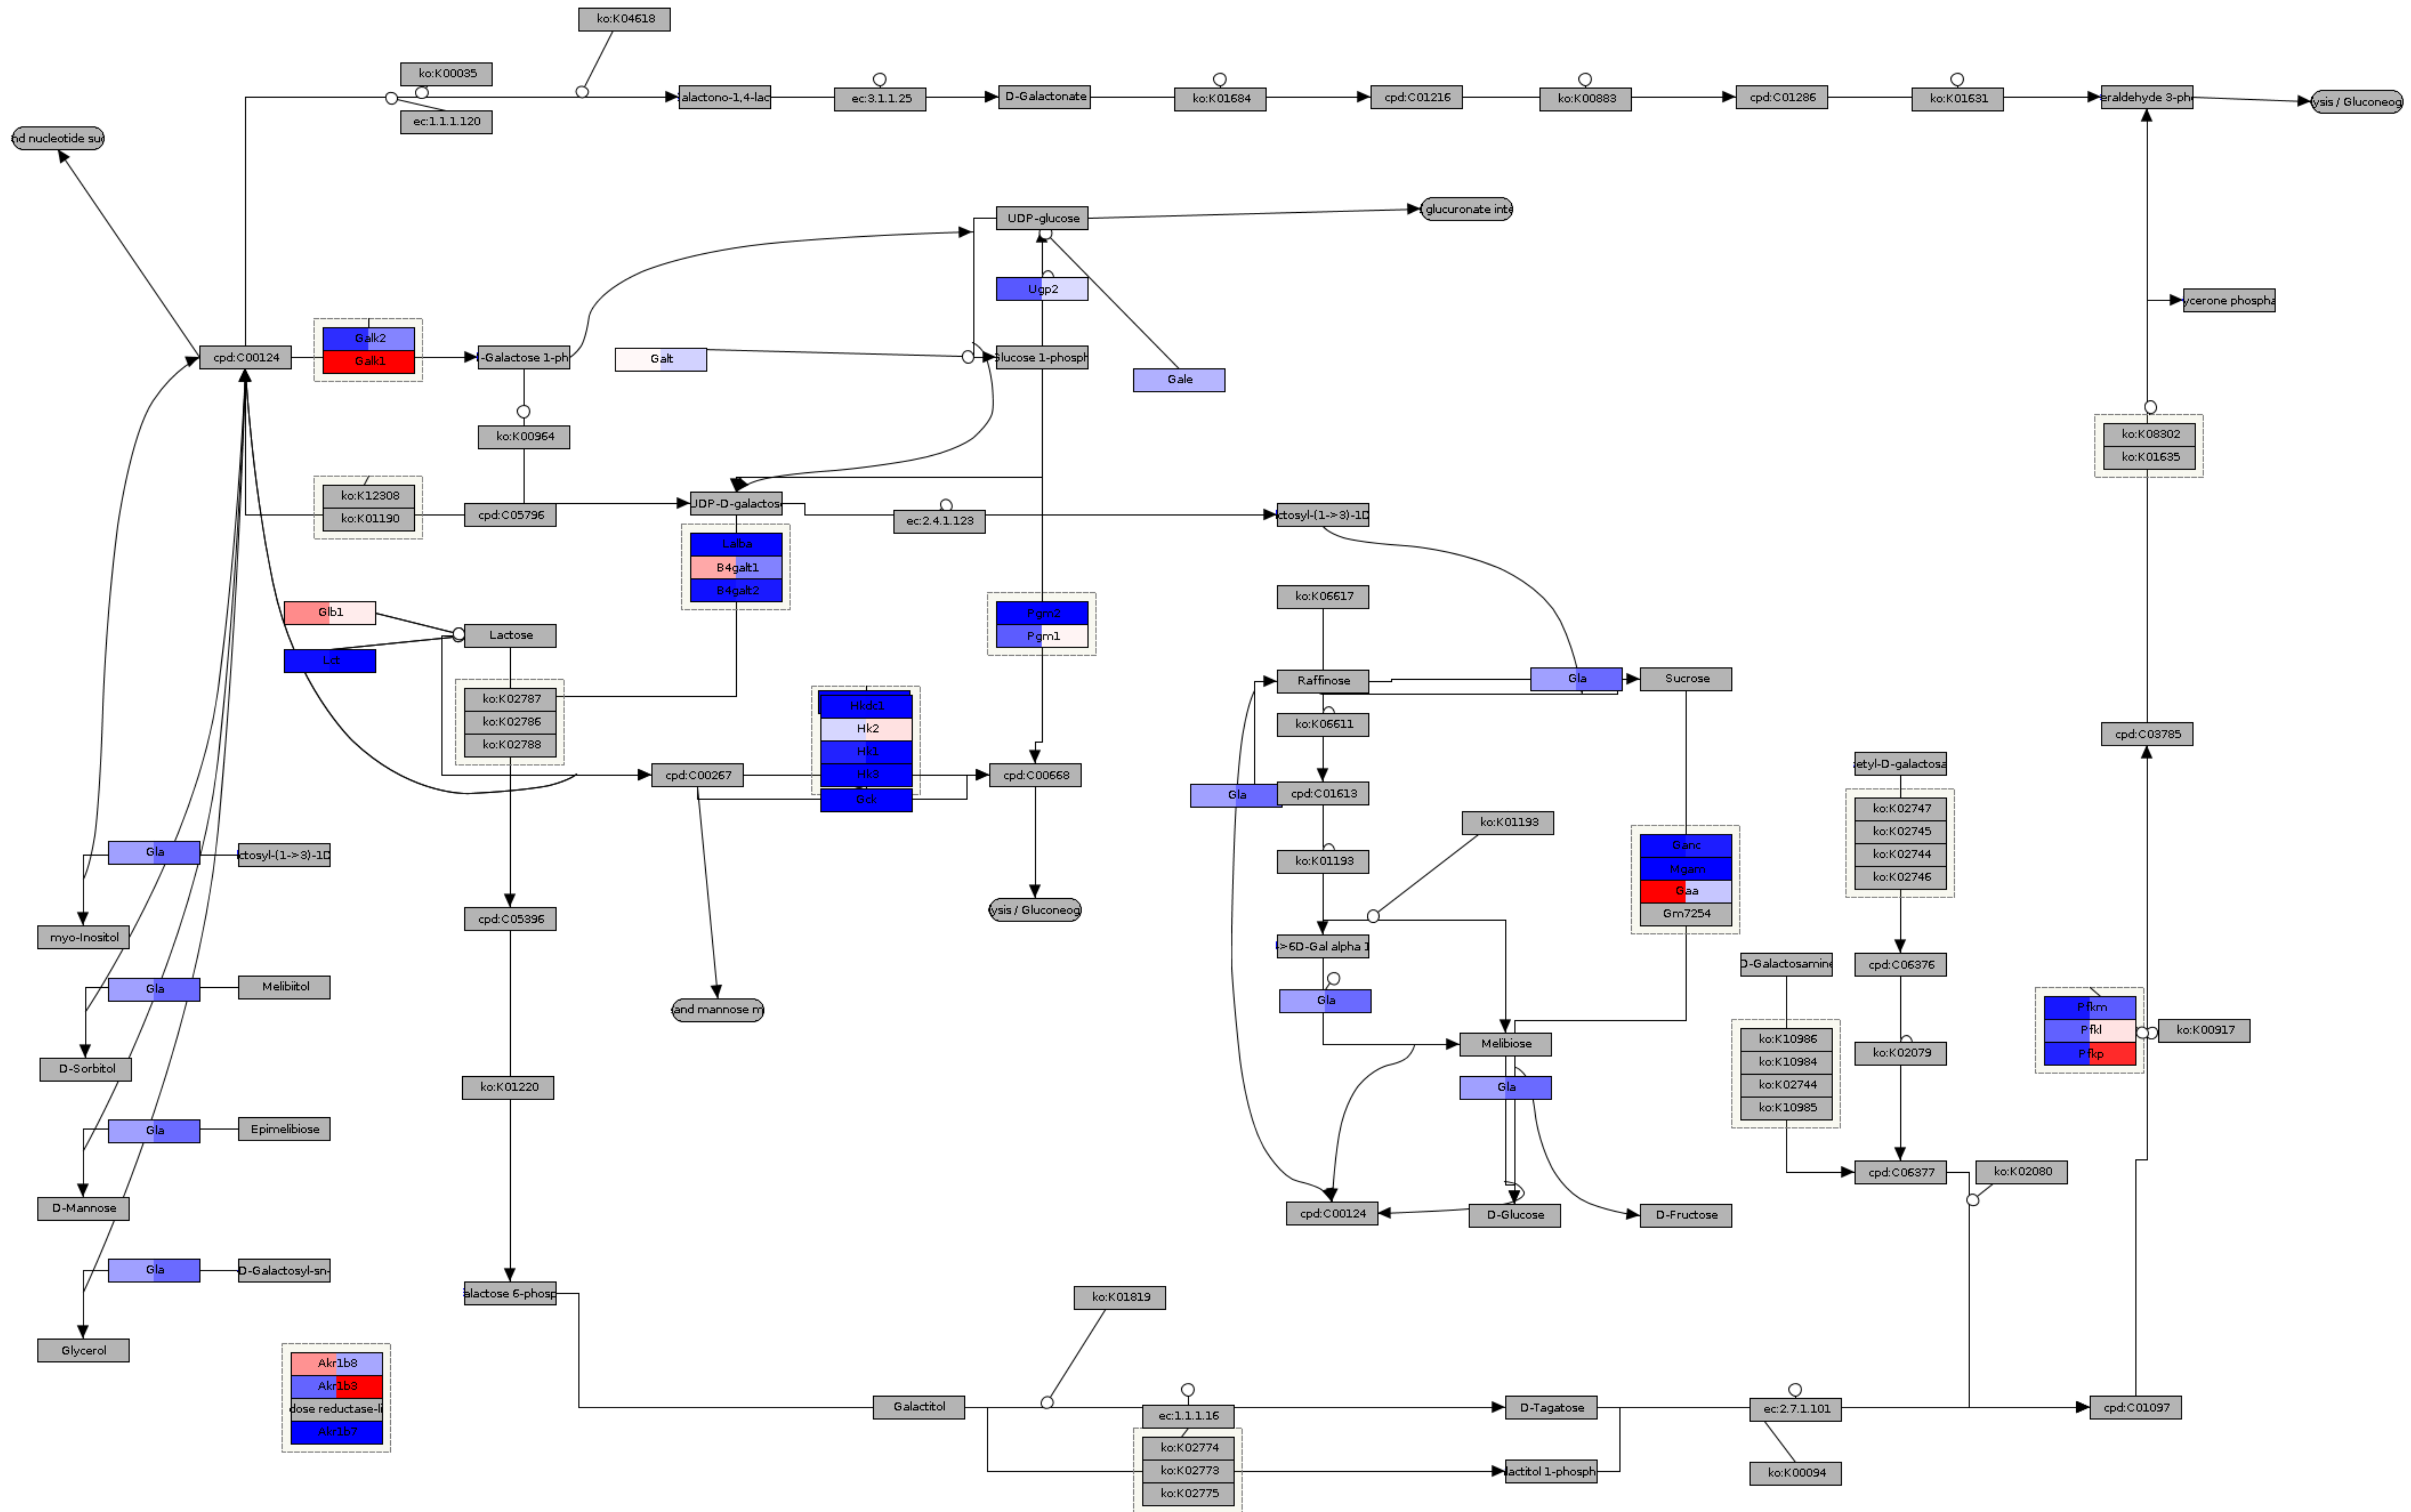 ko:K04618
ko:K00035
alactono-1,4-lac
ec:3.1.1.25
D-Galactonate
ko:K01684
cpd:C01216
ko:K00883
cpd:C01286
ko:K01631
eraldehyde 3-ph
ysis / Gluconeog
ec:1.1.1.120
nd nucleotide su
UDP-glucose
glucuronate inte
Ugp2
ycerone phospha
Galk2
cpd:C00124
Galk1
-Galactose 1-ph
Galt
lucose 1-phosph
Gale
ko:K00964
ko:K08302
ko:K01635
ko:K12308
ko:K01190
cpd:C05796
UDP-D-galactos
ec:2.4.1.123
ctosyl-(1->3)-1D
Lalba
B4galt1
B4galt2
ko:K06617
Glb1
Lactose
Lct
Pgm2
Pgm1
Raffinose
Gla
Sucrose
ko:K02787
ko:K02786
ko:K02788
Hkdc1
Hk2
Hk1
Hk3
Gck
ko:K06611
cpd:C03785
cpd:C00267
cpd:C00668
etyl-D-galactosa
Gla
cpd:C01613
ko:K02747
ko:K02745
ko:K02744
ko:K02746
ko:K01193
Gla
ctosyl-(1->3)-1D
ko:K01193
Ganc
Mgam
Gaa
Gm7254
cpd:C05396
ysis / Gluconeog
myo-Inositol
->6D-Gal alpha 1
D-Galactosamine
cpd:C06376
Gla
Melibiitol
Gla
and mannose m
Pfkm
Pfkl
Pfkp
ko:K00917
D-Sorbitol
Melibiose
ko:K10986
ko:K10984
ko:K02744
ko:K10985
ko:K02079
ko:K01220
Gla
Gla
Epimelibiose
cpd:C06377
ko:K02080
D-Mannose
cpd:C00124
D-Glucose
D-Fructose
Gla
D-Galactosyl-sn-
alactose 6-phosp
ko:K01819
Glycerol
Akr1b8
Akr1b3
dose reductase-li
Akr1b7
Galactitol
ec:1.1.1.16
D-Tagatose
ec:2.7.1.101
cpd:C01097
ko:K02774
ko:K02773
ko:K02775
lactitol 1-phosph
ko:K00094